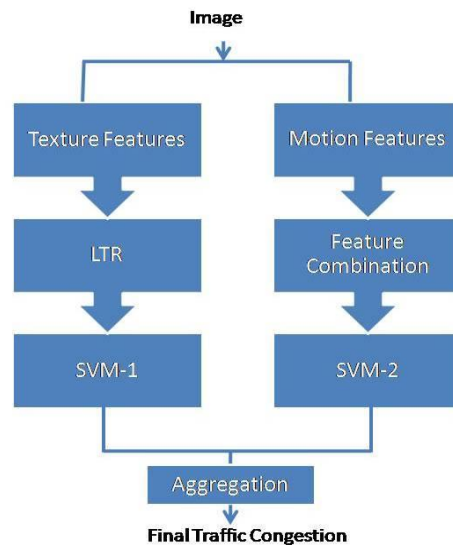 Image
Texture Features
Motion Features
LTR
Feature
Combination
SVM-1
SVM-2
Aggregation
Final Traffic Congestion